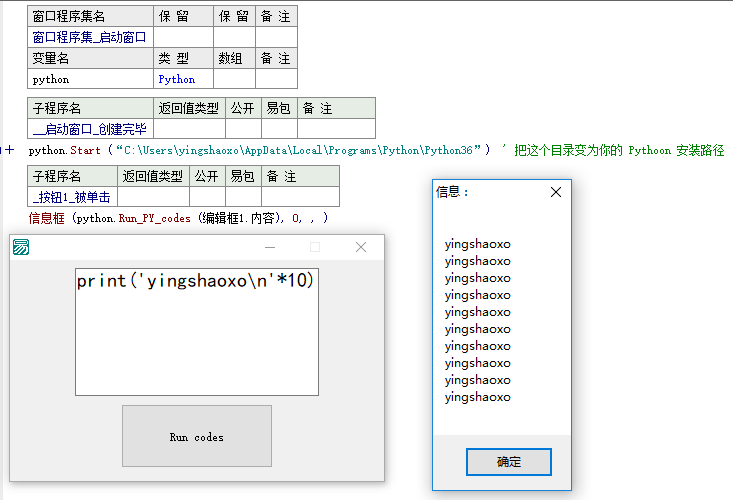 窗口程序集名 保 留 保 留 备 注
窗口程序集_启动窗口
变量名 类 型 数组 备 注
python Python
子程序名 返回值类型 公开 易包 备 注
__启动窗口_创建完毕
python.Start (“C:\Users\yingshaoxo\AppData\Local\Programs\Python\Python36”) ' 把这个目录变为你的 Pythoon 安装路径
子程序名 返回值类型 公开 易包 备 注
_按钮1_被单击
信息框 (python.Run_PY_codes (编辑框1.内容), 0, , )
易
print('yingshaoxo\n'*10)
Run codes
信息：
yingshaoxo
yingshaoxo
yingshaoxo
yingshaoxo
yingshaoxo
yingshaoxo
yingshaoxo
yingshaoxo
yingshaoxo
yingshaoxo
确定